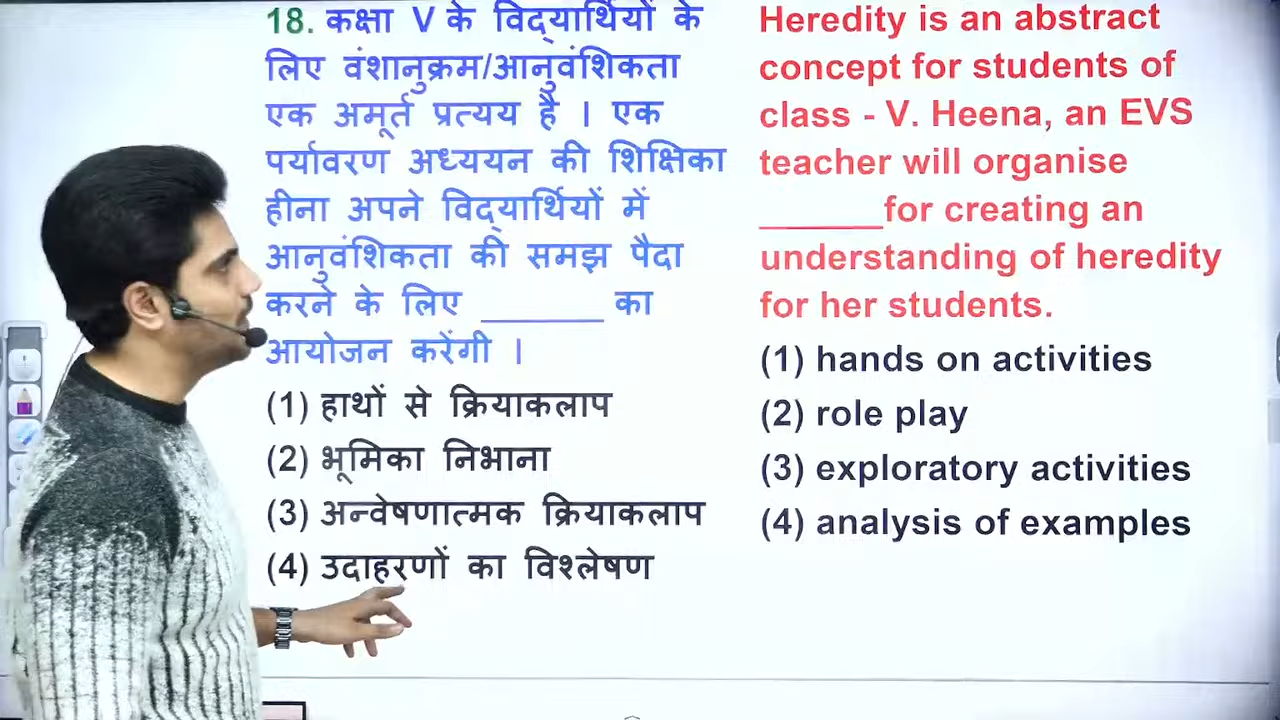 18. कक्षा V के विद्यार्थियों के
लिए वंशानुक्रम/आनुवंशिकता
एक अमूर्त प्रत्यय है । एक
पर्यावरण अध्ययन की शिक्षिका
हीना अपने विद्यार्थियों में
आनुवंशिकता की समझ पैदा
करने के लिए _______ का
आयोजन करेंगी ।
(1) हाथों से क्रियाकलाप
(2) भूमिका निभाना
(3) अन्वेषणात्मक क्रियाकलाप
(4) उदाहरणों का विश्लेषण
Heredity is an abstract
concept for students of
class - V. Heena, an EVS
teacher will organise
_______for creating an
understanding of heredity
for her students.
(1) hands on activities
(2) role play
(3) exploratory activities
(4) analysis of examples